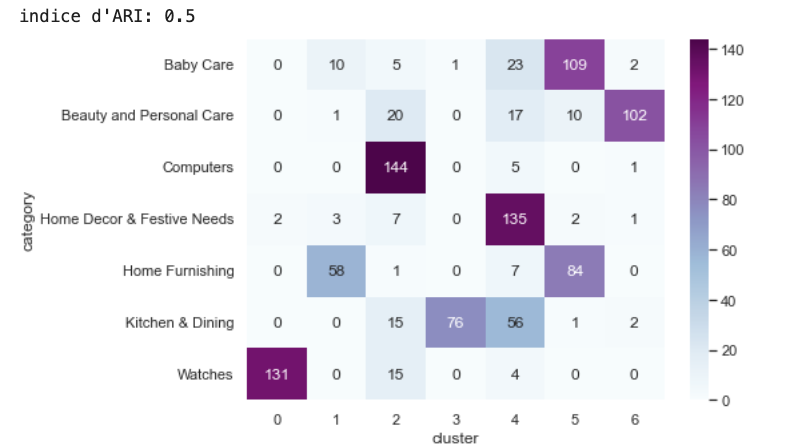 indice d'ARI: 0.5
category
Baby Care 0 10 5 1 23 109 2
Beauty and Personal Care 0 1 20 0 17 10 102
Computers 0 0 144 0 5 0 1
Home Decor & Festive Needs 2 3 7 0 135 2 1
Home Furnishing 0 58 1 0 7 84 0
Kitchen & Dining 0 0 15 76 56 1 2
Watches 131 0 15 0 4 0 0
0 1 2 3 4 5 6
cluster
140
120
100
80
60
40
20
0